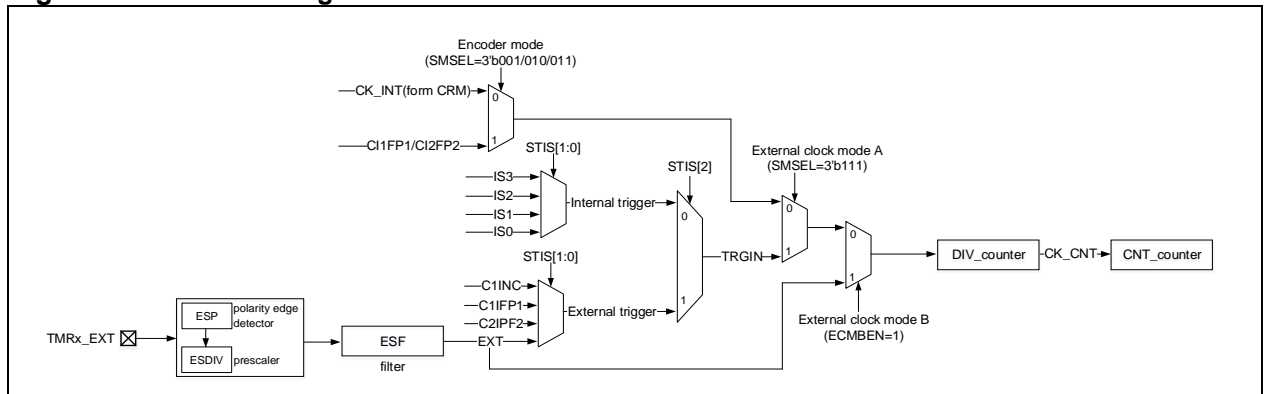 Encoder mode
(SMSEL=3'b001/010/011)
CK_INT(form CRM)
0
1
CI1FP1/CI2FP2
STIS[1:0]
IS3
IS2
IS1
IS0
Internal trigger
STIS[2]
0
1
External clock mode A
(SMSEL=3'b111)
0
1
TRGIN
0
1
DIV_counter
CK_CNT
CNT_counter
STIS[1:0]
C1INC
C1IFP1
C2IPF2
EXT
External trigger
External clock mode B
(ECMBEN=1)
TMRx_EXT
ESP
polarity edge
detector
ESDIV
prescaler
ESF
filter